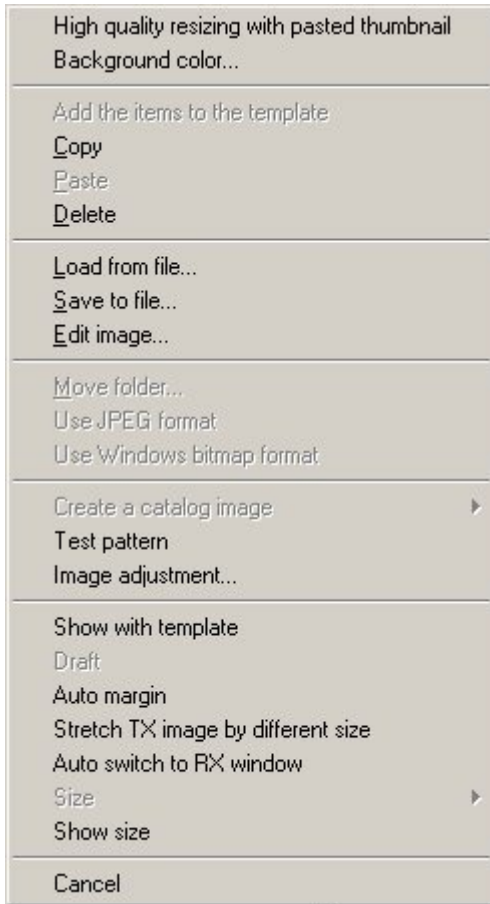 High quality resizing with pasted thumbnail
Background color...
Add the items to the template
Copy
Paste
Delete
Load from file...
Save to file...
Edit image...
Move folder...
Use JPEG format
Use Windows bitmap format
Create a catalog image
Test pattern
Image adjustment...
Show with template
Draft
Auto margin
Stretch TX image by different size
Auto switch to RX window
Size
Show size
Cancel